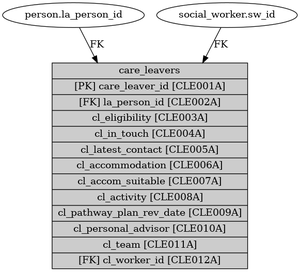 person.la_person_id
social_worker.sw_id
FK
FK
care_leavers
[PK] care_leaver_id [CLE001A]
[FK] la_person_id [CLE002A]
cl_eligibility [CLE003A]
cl_in_touch [CLE004A]
cl_latest_contact [CLE005A]
cl_accommodation [CLE006A]
cl_accom_suitable [CLE007A]
cl_activity [CLE008A]
cl_pathway_plan_rev_date [CLE009A]
cl_personal_advisor [CLE010A]
cl_team [CLE011A]
[FK] cl_worker_id [CLE012A]